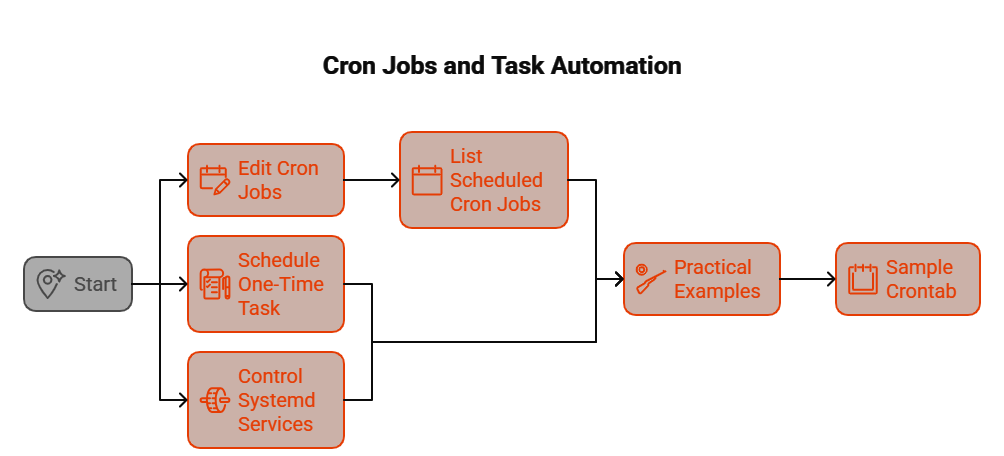 Cron Jobs and Task Automation
Start
Edit Cron
Jobs
List
Scheduled
Cron Jobs
Schedule
One-Time
Task
Control
Systemd
Services
Practical
Examples
Sample
Crontab